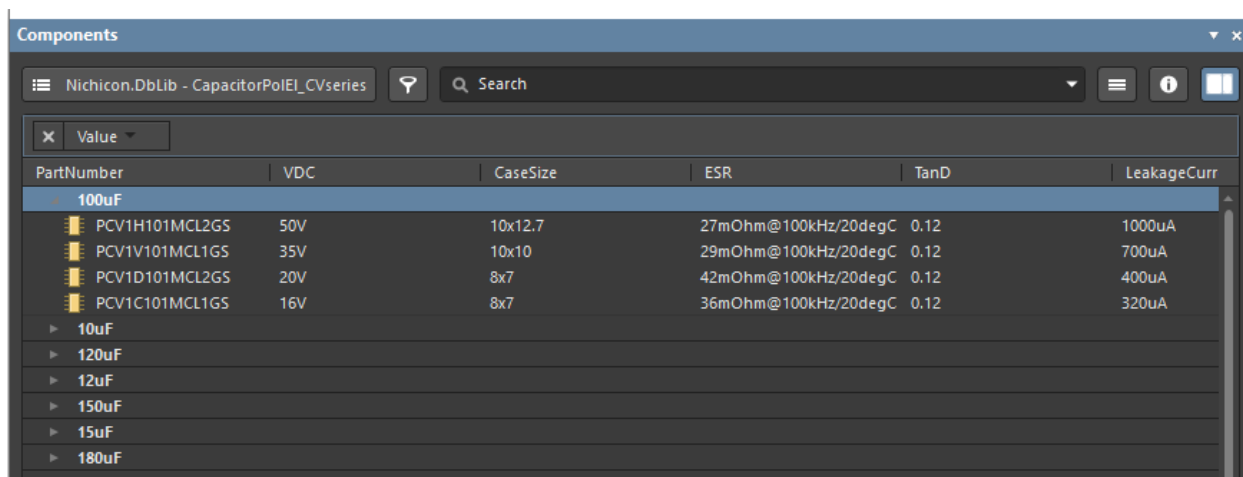 Components
Nichicon.DbLib - CapacitorPolEl_CVseries Search
Value
PartNumber VDC CaseSize ESR TanD LeakageCurr
100uF
PCV1H101MCL2GS 50V 10x12.7 27mOhm@100kHz/20degC 0.12 1000uA
PCV1V101MCL1GS 35V 10x10 29mOhm@100kHz/20degC 0.12 700uA
PCV1D101MCL2GS 20V 8x7 42mOhm@100kHz/20degC 0.12 400uA
PCV1C101MCL1GS 16V 8x7 36mOhm@100kHz/20degC 0.12 320uA
10uF
120uF
12uF
150uF
15uF
180uF